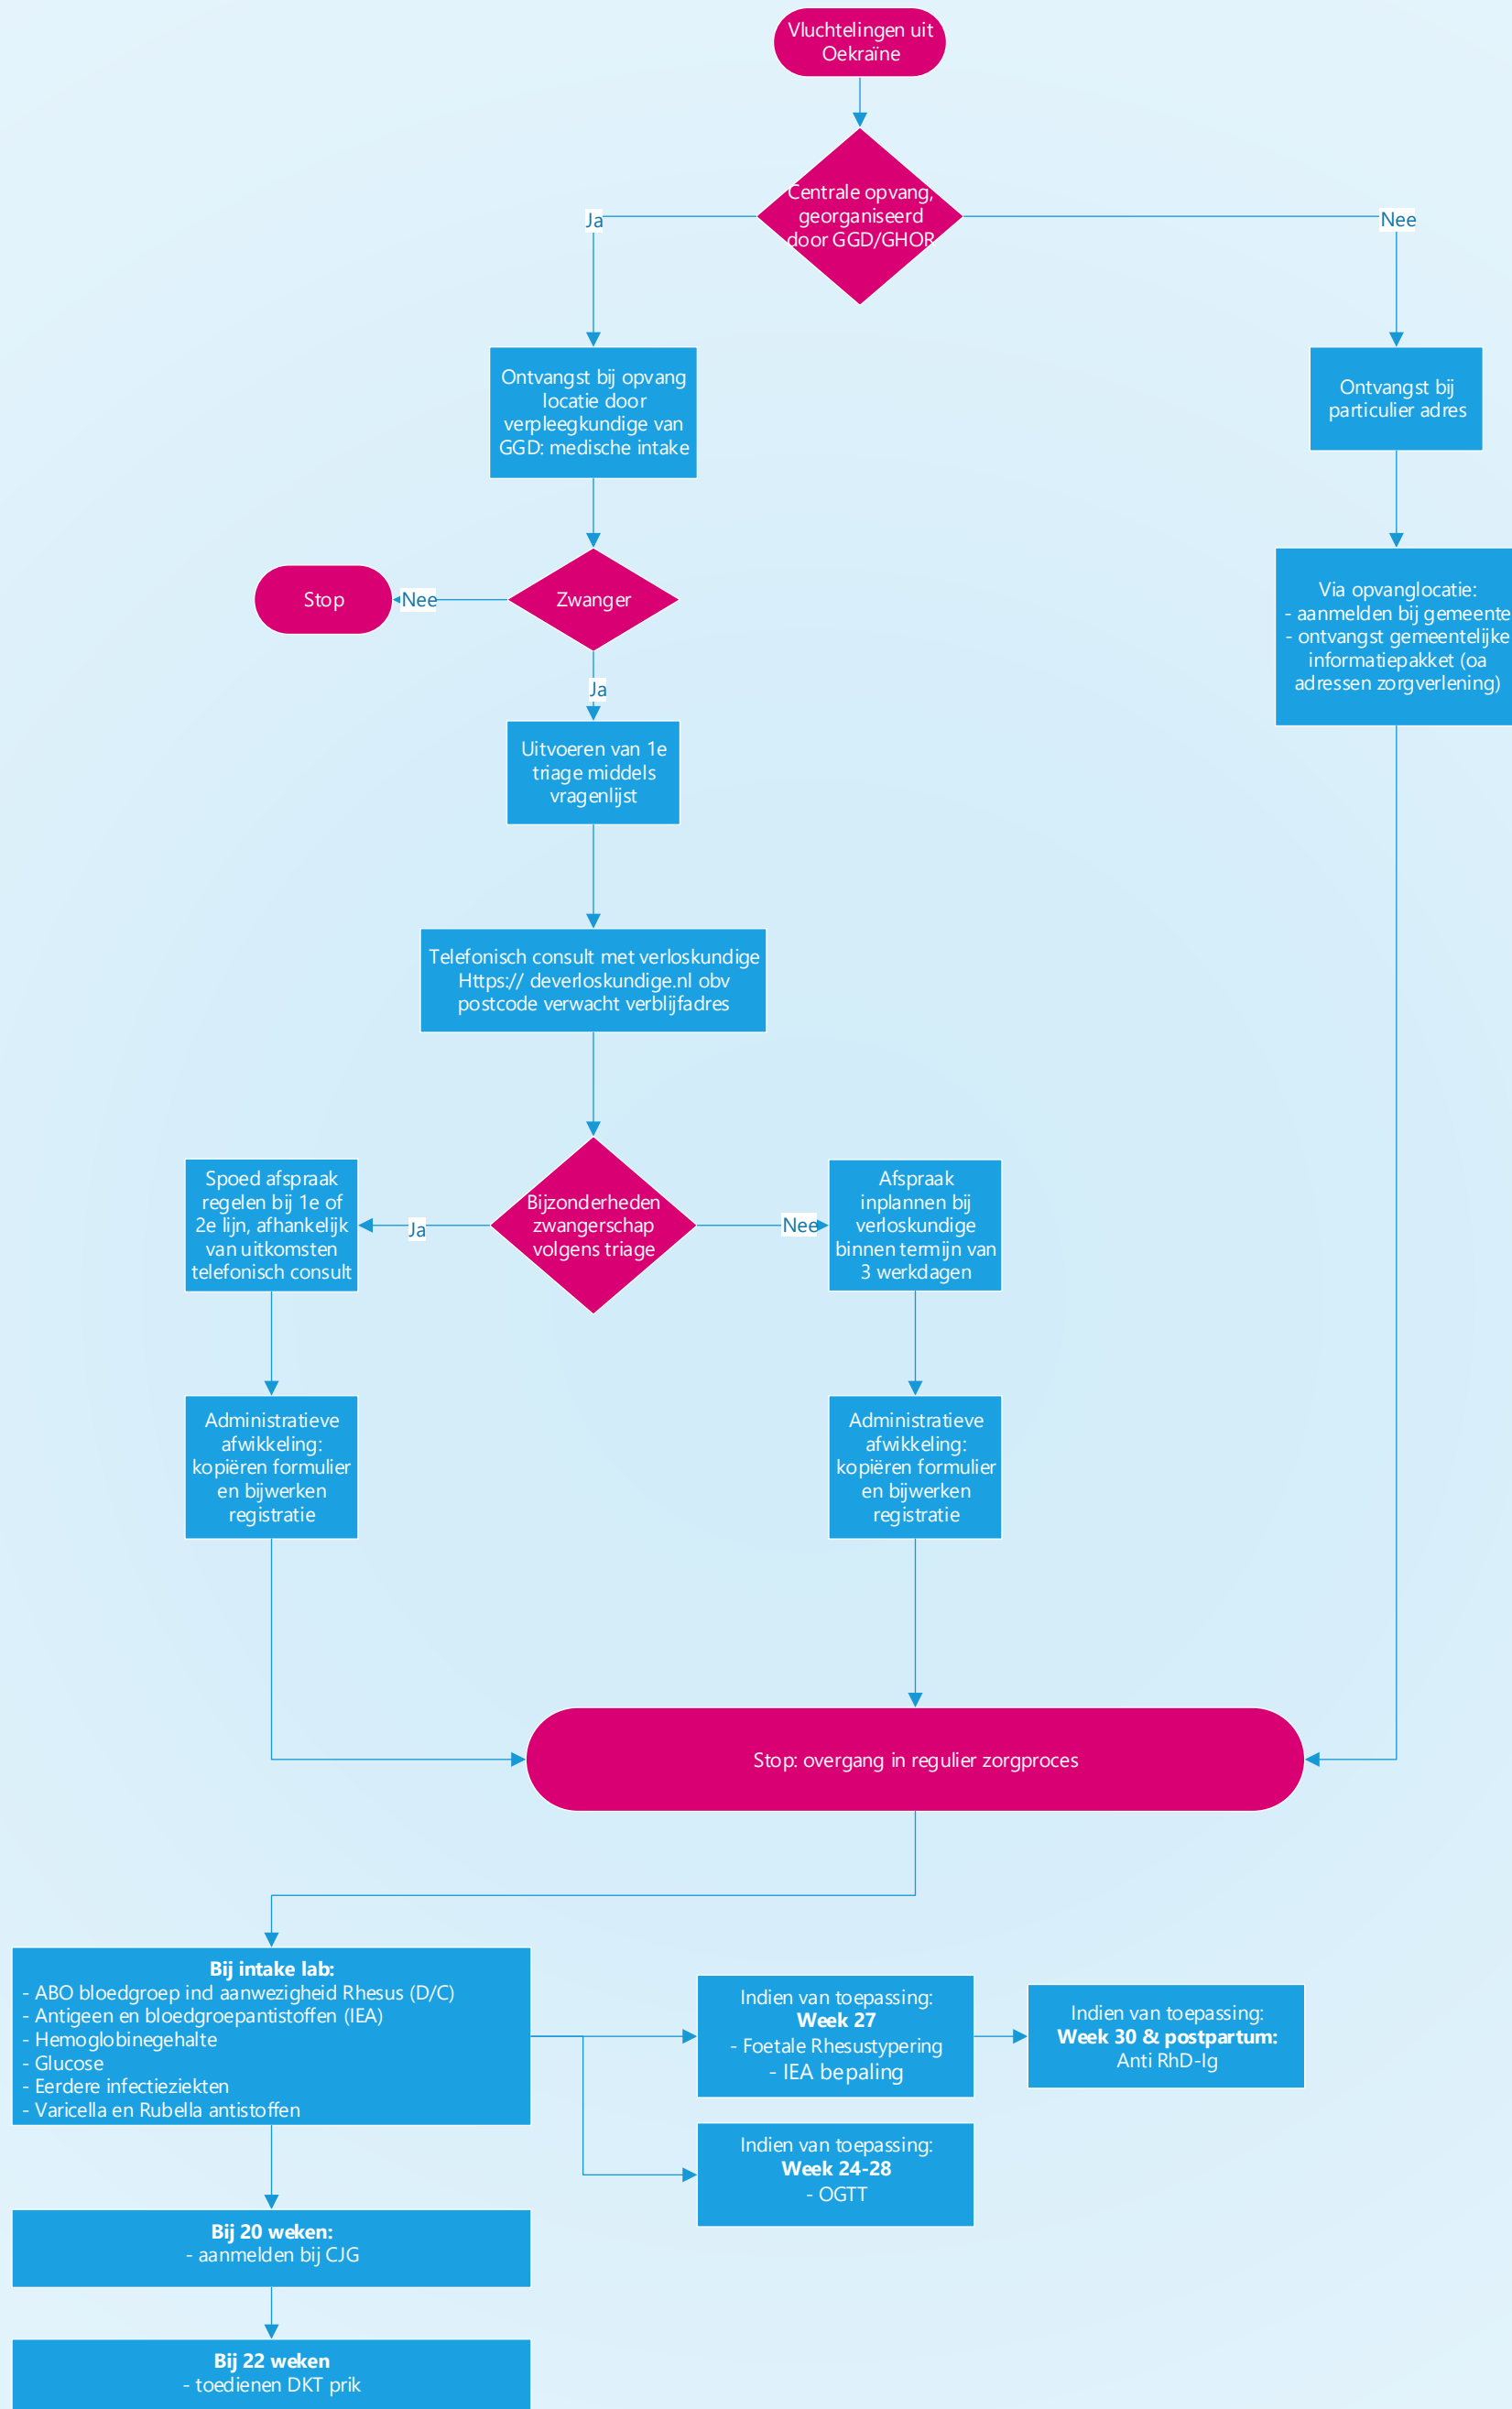 Vluchtelingen uit
Oekraïne
Centrale opvang,
georganiseerd
door GGD/GHOR
Ja
Nee
Ontvangst bij opvang
locatie door
verpleegkundige van
GGD: medische intake
Ontvangst bij
particulier adres
Zwanger
Nee
Stop
Via opvanglocatie:
- aanmelden bij gemeente
- ontvangst gemeentelijke
informatiepakket (oa
adressen zorgverlening)
Ja
Uitvoeren van 1e
triage middels
vragenlijst
Telefonisch consult met verloskundige
Https:// deverloskundige.nl obv
postcode verwacht verblijfadres
Bijzonderheden
zwangerschap
volgens triage
Ja
Spoed afspraak
regelen bij 1e of
2e lijn, afhankelijk
van uitkomsten
telefonisch consult
Nee
Afspraak
inplannen bij
verloskundige
binnen termijn van
3 werkdagen
Administratieve
afwikkeling:
kopiëren formulier
en bijwerken
registratie
Administratieve
afwikkeling:
kopiëren formulier
en bijwerken
registratie
Stop: overgang in regulier zorgproces
Bij intake lab:
- ABO bloedgroep incl aanwezigheid Rhesus (D/C)
- Antigeen en bloedgroepantistoffen (IEA)
- Hemoglobinegehalte
- Glucose
- Eerdere infectieziekten
- Varicella en Rubella antistoffen
Indien van toepassing:
Week 27
- Foetale Rhesustypering
- IEA bepaling
Indien van toepassing:
Week 30 & postpartum:
Anti RhD-Ig
Indien van toepassing:
Week 24-28
- OGTT
Bij 20 weken:
- aanmelden bij CJG
Bij 22 weken
- toedienen DKT prik